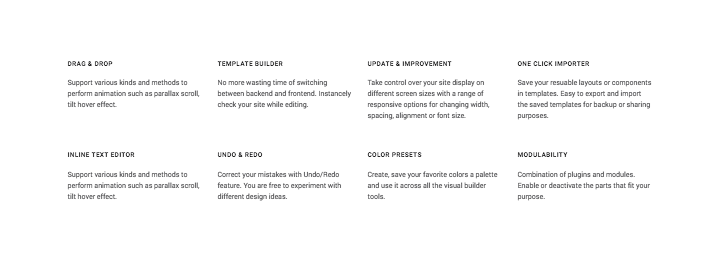 DRAG & DROP
Support various kinds and methods to
perform animation such as parallax scroll,
tilt hover effect.
TEMPLATE BUILDER
No more wasting time of switching
between backend and frontend. Instancely
check your site while editing.
UPDATE & IMPROVEMENT
Take control over your site display on
different screen sizes with a range of
responsive options for changing width,
spacing, alignment or font size.
ONE CLICK IMPORTER
Save your resuable layouts or components
in templates. Easy to export and import
the saved templates for backup or sharing
purposes.
INLINE TEXT EDITOR
Support various kinds and methods to
perform animation such as parallax scroll,
tilt hover effect.
UNDO & REDO
Correct your mistakes with Undo/Redo
feature. You are free to experiment with
different design ideas.
COLOR PRESETS
Create, save your favorite colors a palette
and use it across all the visual builder
tools.
MODULABILITY
Combination of plugins and modules.
Enable or deactivate the parts that fit your
purpose.